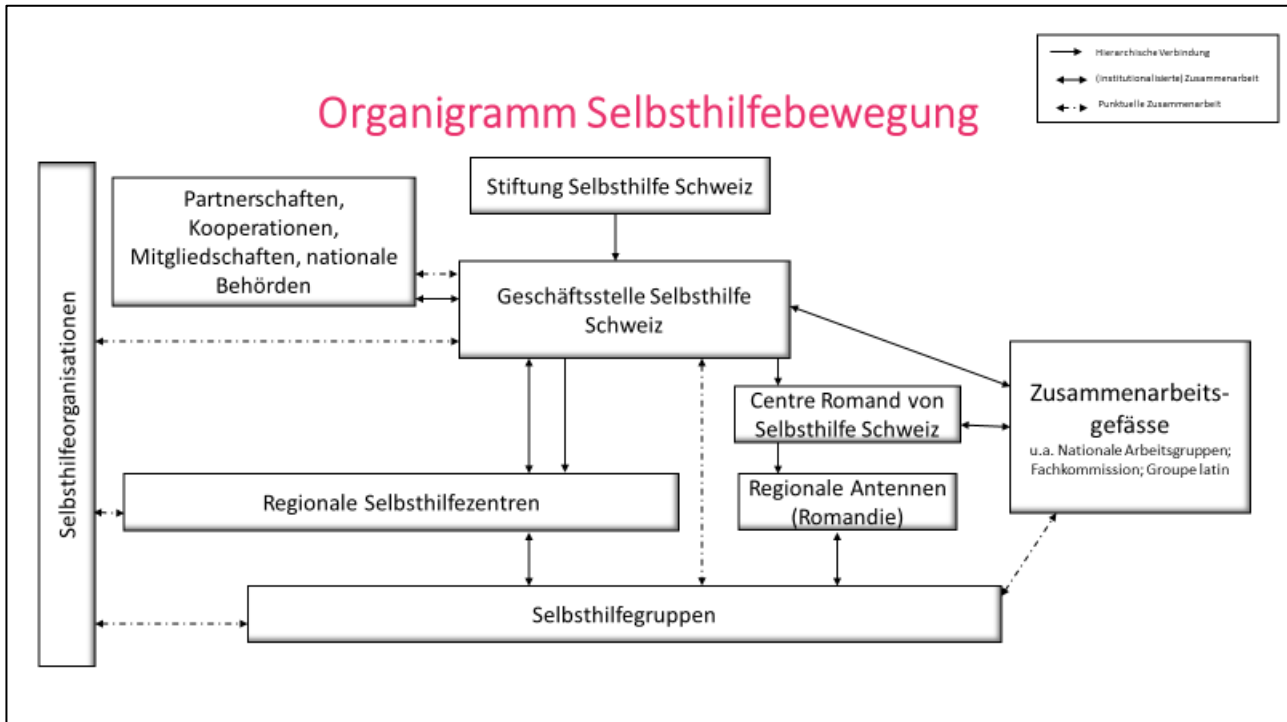 Hierarchische Verbindung
(institutionalisierte) Zusammenarbeit
Punktuelle Zusammenarbeit
Organigramm Selbsthilfebewegung
Selbsthilfeorganisationen
Partnerschaften,
Kooperationen,
Mitgliedschaften, nationale
Behörden
Stiftung Selbsthilfe Schweiz
Geschäftsstelle Selbsthilfe
Schweiz
Centre Romand von
Selbsthilfe Schweiz
Zusammenarbeits-
gefässe
u.a. Nationale Arbeitsgruppen;
Fachkommission; Groupe latin
Regionale Selbsthilfezentren
Regionale Antennen
(Romandie)
Selbsthilfegruppen